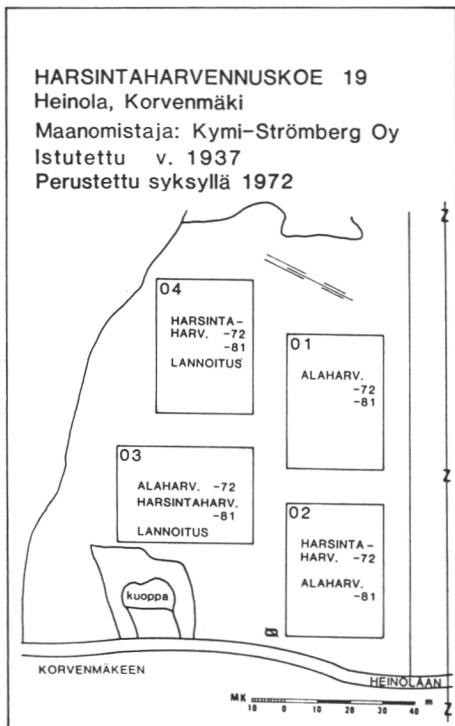 HARSINTAHARVENNUSKOE 19
Heinola, Korvenmäki
Maanomistaja: Kymi-Strömberg Oy
Istutettu v. 1937
Perustettu syksyllä 1972
Z
04
HARSINTA-
HARV. -72
-81
LANNOITUS
01
ALAHARV.
-72
-81
03
ALAHARV. -72
HARSINTAHARV.
-81
LANNOITUS
Z
02
HARSINTA-
HARV. -72
ALAHARV.
-81
kuoppa
KORVENMÄKEEN
HEINOLAAN
MK
10 0 10 20 30 40 m
Z